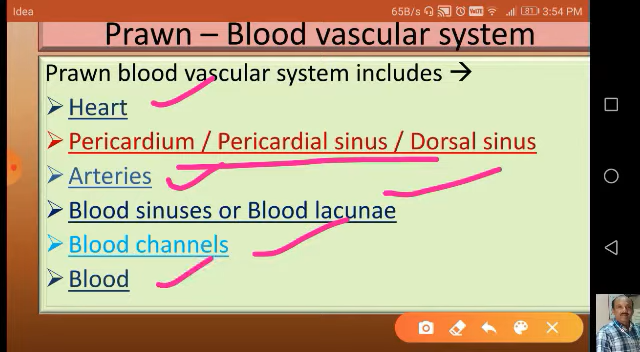 Idea 65B/s 81 3:54 PM
Prawn – Blood vascular system
Prawn blood vascular system includes →
➢ Heart
➢ Pericardium / Pericardial sinus / Dorsal sinus
➢ Arteries
➢ Blood sinuses or Blood lacunae
➢ Blood channels
➢ Blood